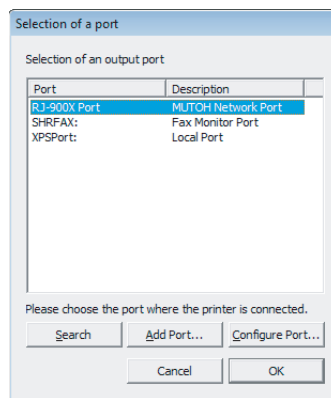 Selection of a port
Selection of an output port
Port Description
RJ-900X Port MUTOH Network Port
SHRFAX: Fax Monitor Port
XPSPort: Local Port
Please choose the port where the printer is connected.
Search Add Port... Configure Port...
Cancel OK